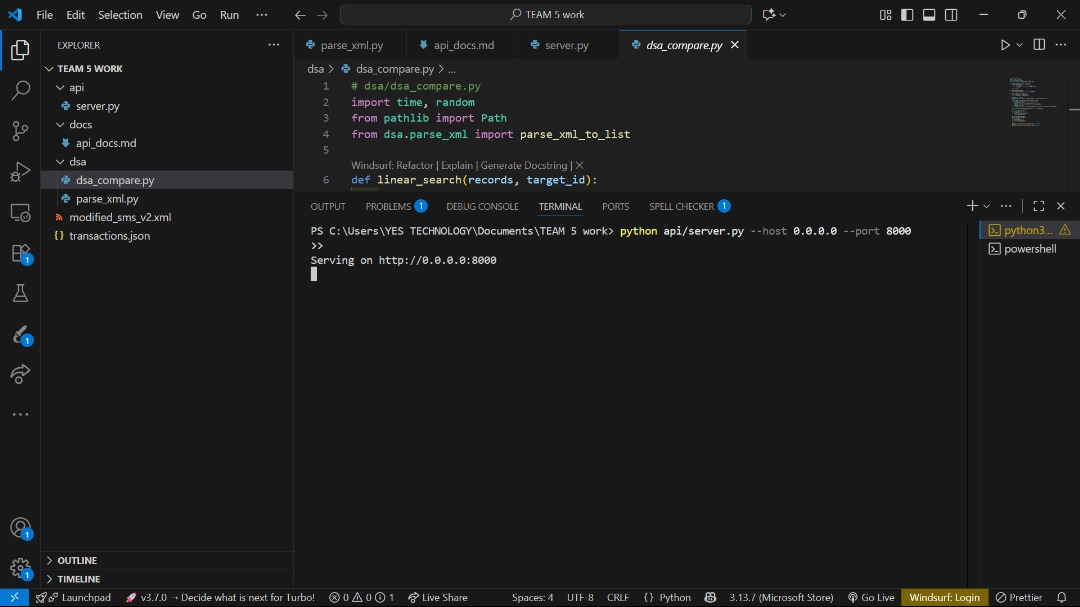 File Edit Selection View Go Run ··· TEAM 5 work
EXPLORER ···
TEAM 5 WORK
api
server.py
docs
api_docs.md
dsa
dsa_compare.py
parse_xml.py
modified_sms_v2.xml
{} transactions.json
OUTLINE
TIMELINE
1
1
1
1
parse_xml.py api_docs.md server.py dsa_compare.py
dsa > dsa_compare.py > ...
1 # dsa/dsa_compare.py
2 import time, random
3 from pathlib import Path
4 from dsa.parse_xml import parse_xml_to_list
5
Windsurf: Refactor | Explain | Generate Docstring | X
6 def linear_search(records, target_id):
OUTPUT PROBLEMS 1 DEBUG CONSOLE TERMINAL PORTS SPELL CHECKER 1
PS C:\Users\YES TECHNOLOGY\Documents\TEAM 5 work> python api/server.py --host 0.0.0.0 --port 8000
>>
Serving on http://0.0.0.0:8000
python3...
powershell
Launchpad v3.7.0 → Decide what is next for Turbo! 0 0 1 Live Share Spaces: 4 UTF-8 CRLF {} Python 3.13.7 (Microsoft Store) Go Live Windsurf: Login Prettier